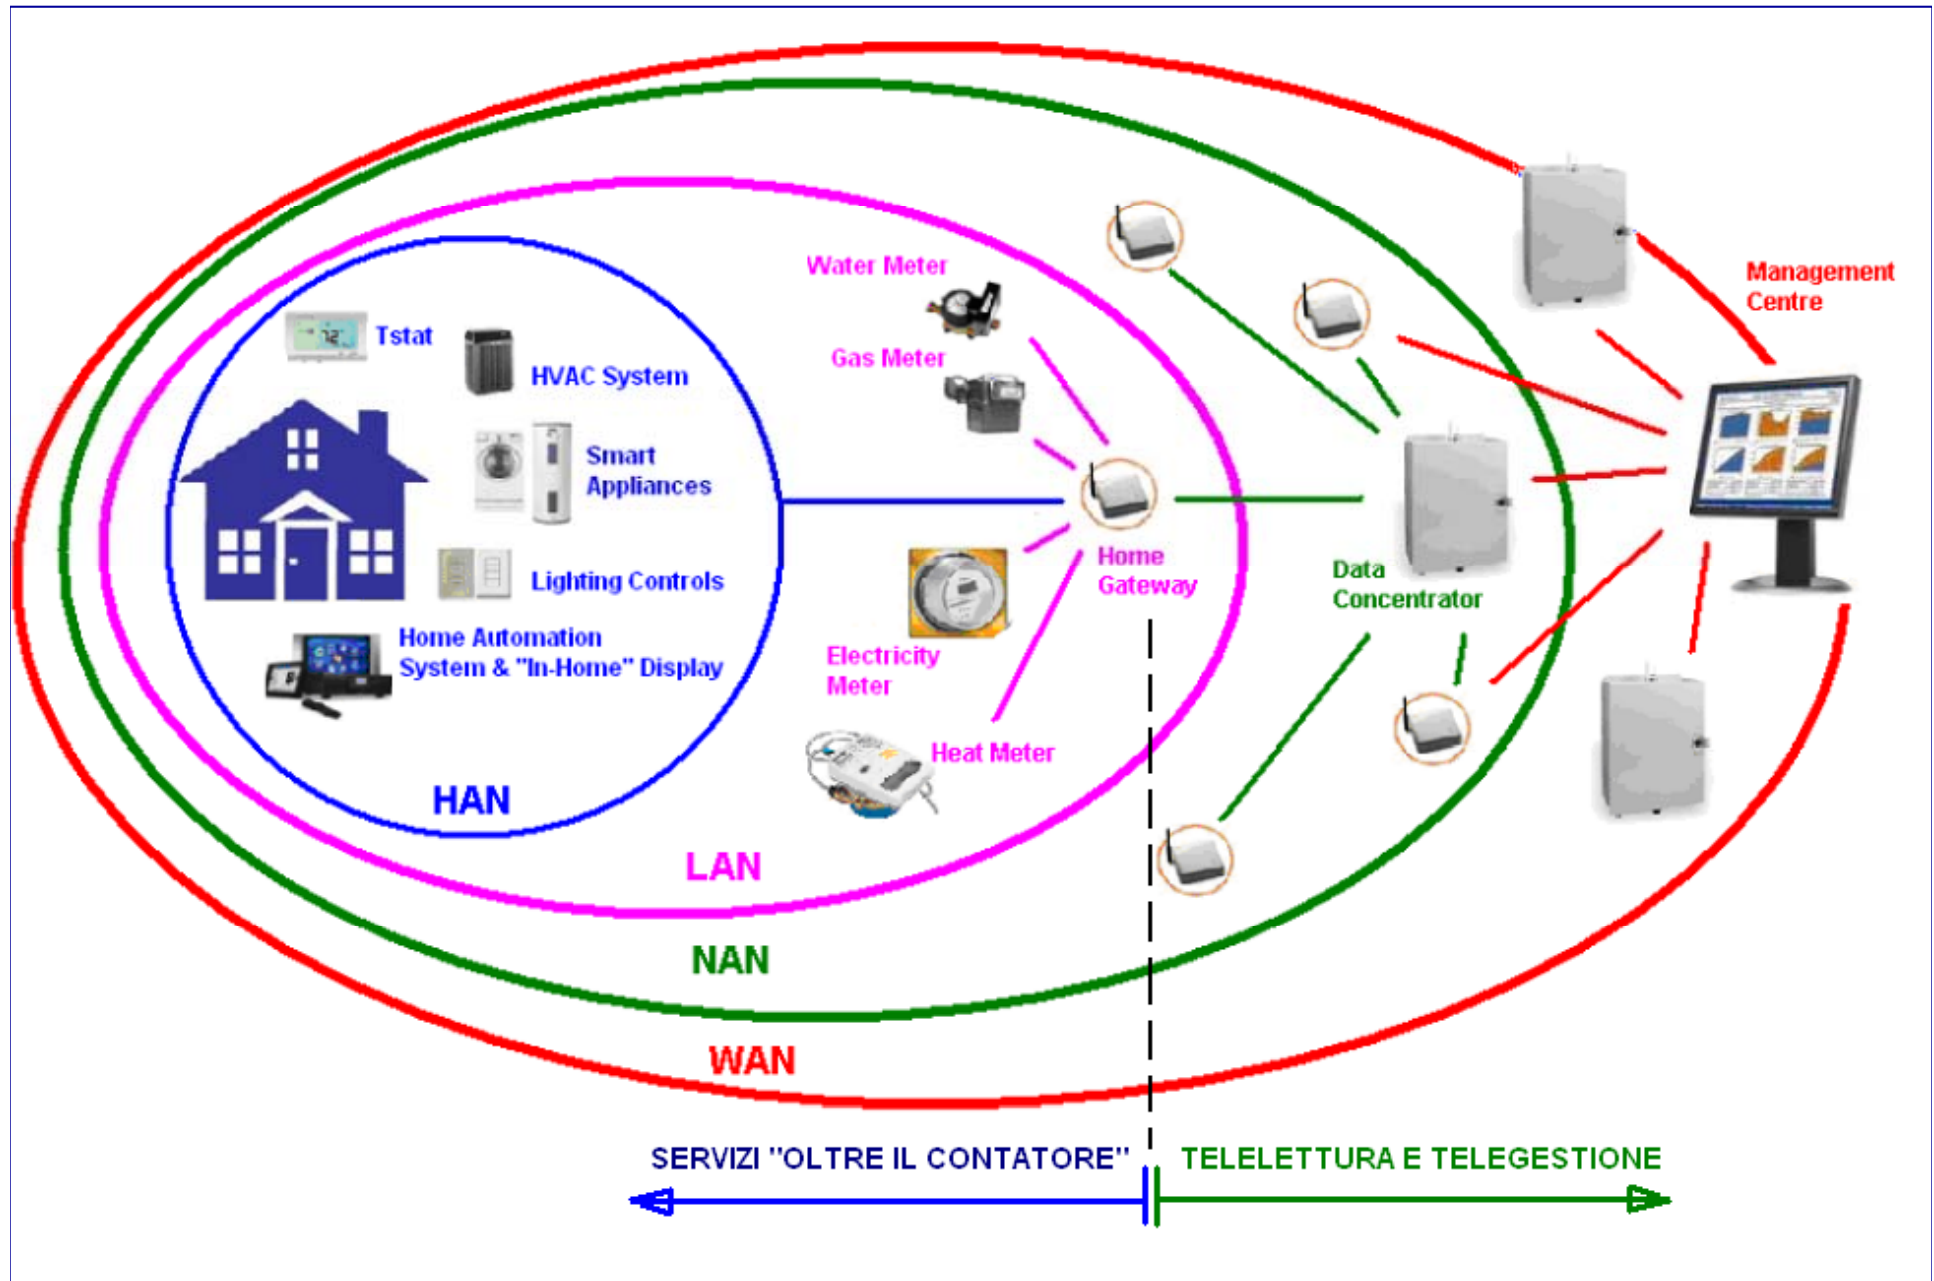 Water Meter
Management
Centre
Tstat
Gas Meter
HVAC System
Smart
Appliances
Home
Gateway
Data
Concentrator
Lighting Controls
Home Automation
System & "In-Home" Display
Electricity
Meter
Heat Meter
HAN
LAN
NAN
WAN
SERVIZI "OLTRE IL CONTATORE"
TELELETTURA E TELEGESTIONE